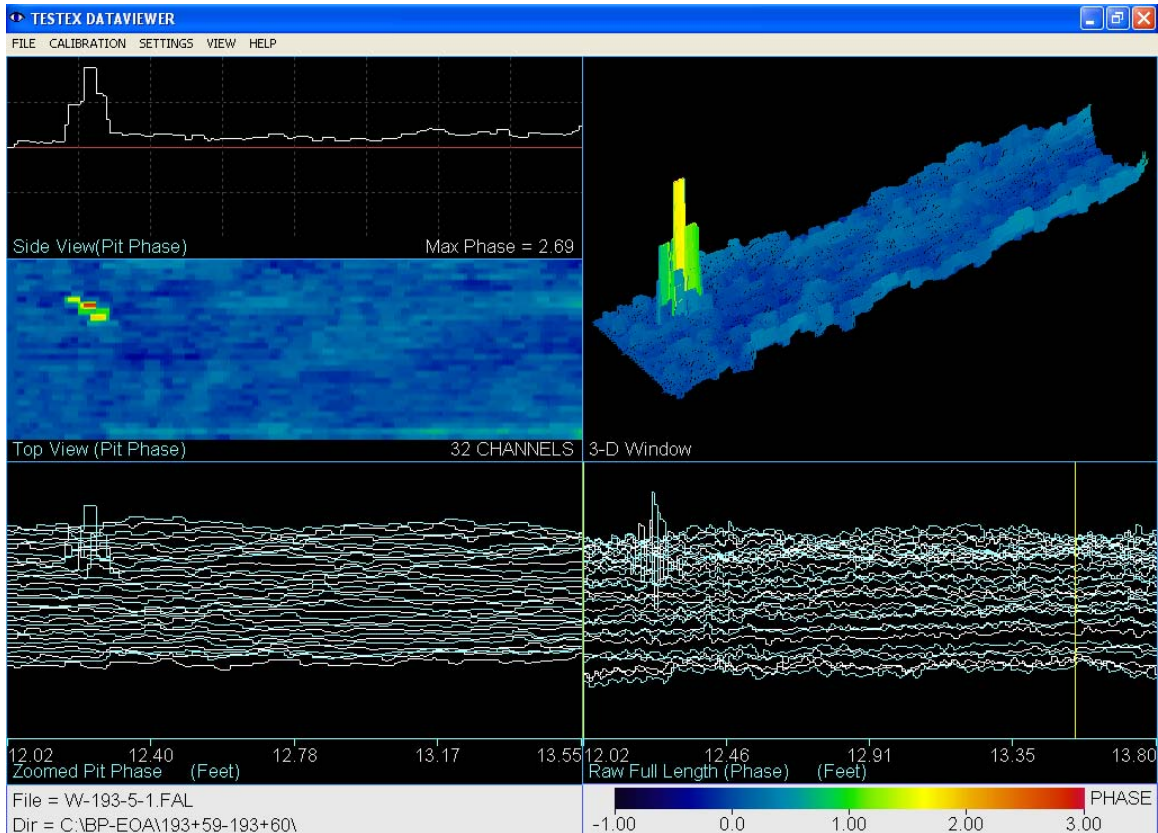 TESTEX DATAVIEWER
FILE CALIBRATION SETTINGS VIEW HELP
Side View(Pit Phase) Max Phase = 2.69
Top View (Pit Phase) 32 CHANNELS
3-D Window
12.02 12.40 12.78 13.17 13.55
Zoomed Pit Phase (Feet)
12.02 12.46 12.91 13.35 13.80
Raw Full Length (Phase) (Feet)
File = W-193-5-1.FAL
Dir = C:\BP-EOA\193+59-193+60\
PHASE
-1.00 0.0 1.00 2.00 3.00